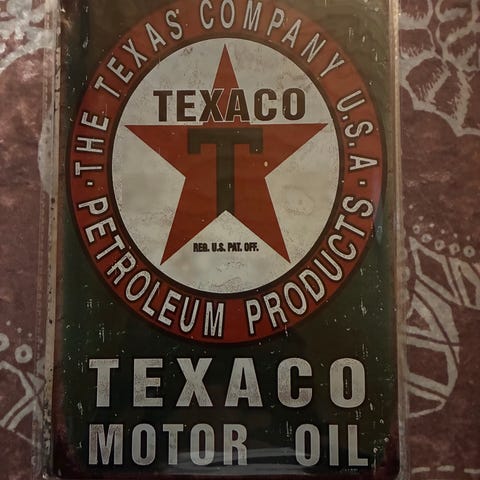 THE TEXAS COMPANY U.S.A.
TEXACO
T
REG. U.S. PAT. OFF.
PETROLEUM PRODUCTS
TEXACO
MOTOR OIL